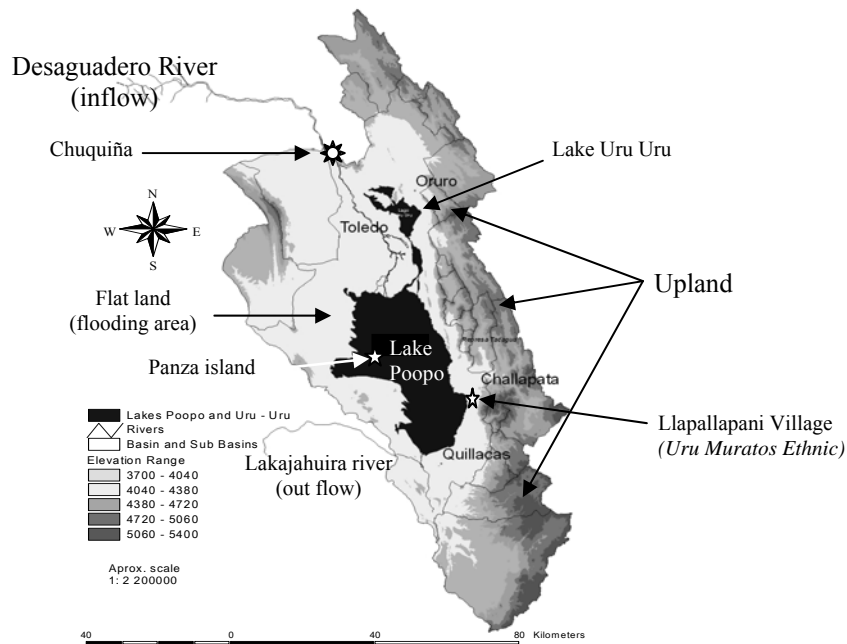 Desaguadero River
(inflow)
Chuquiña
Lake Uru Uru
Oruro
N
W E
S
Toledo
Upland
Flat land
(flooding area)
Panza island
Lake
Poopo
Challapata
Llapallapani Village
(Uru Muratos Ethnic)
Quillacas
Lakajahuira river
(out flow)
Lakes Poopo and Uru - Uru
Rivers
Basin and Sub Basins
Elevation Range
3700 - 4040
4040 - 4380
4380 - 4720
4720 - 5060
5060 - 5400
Aprox. scale
1: 2 200000
40 0 40 80 Kilometers